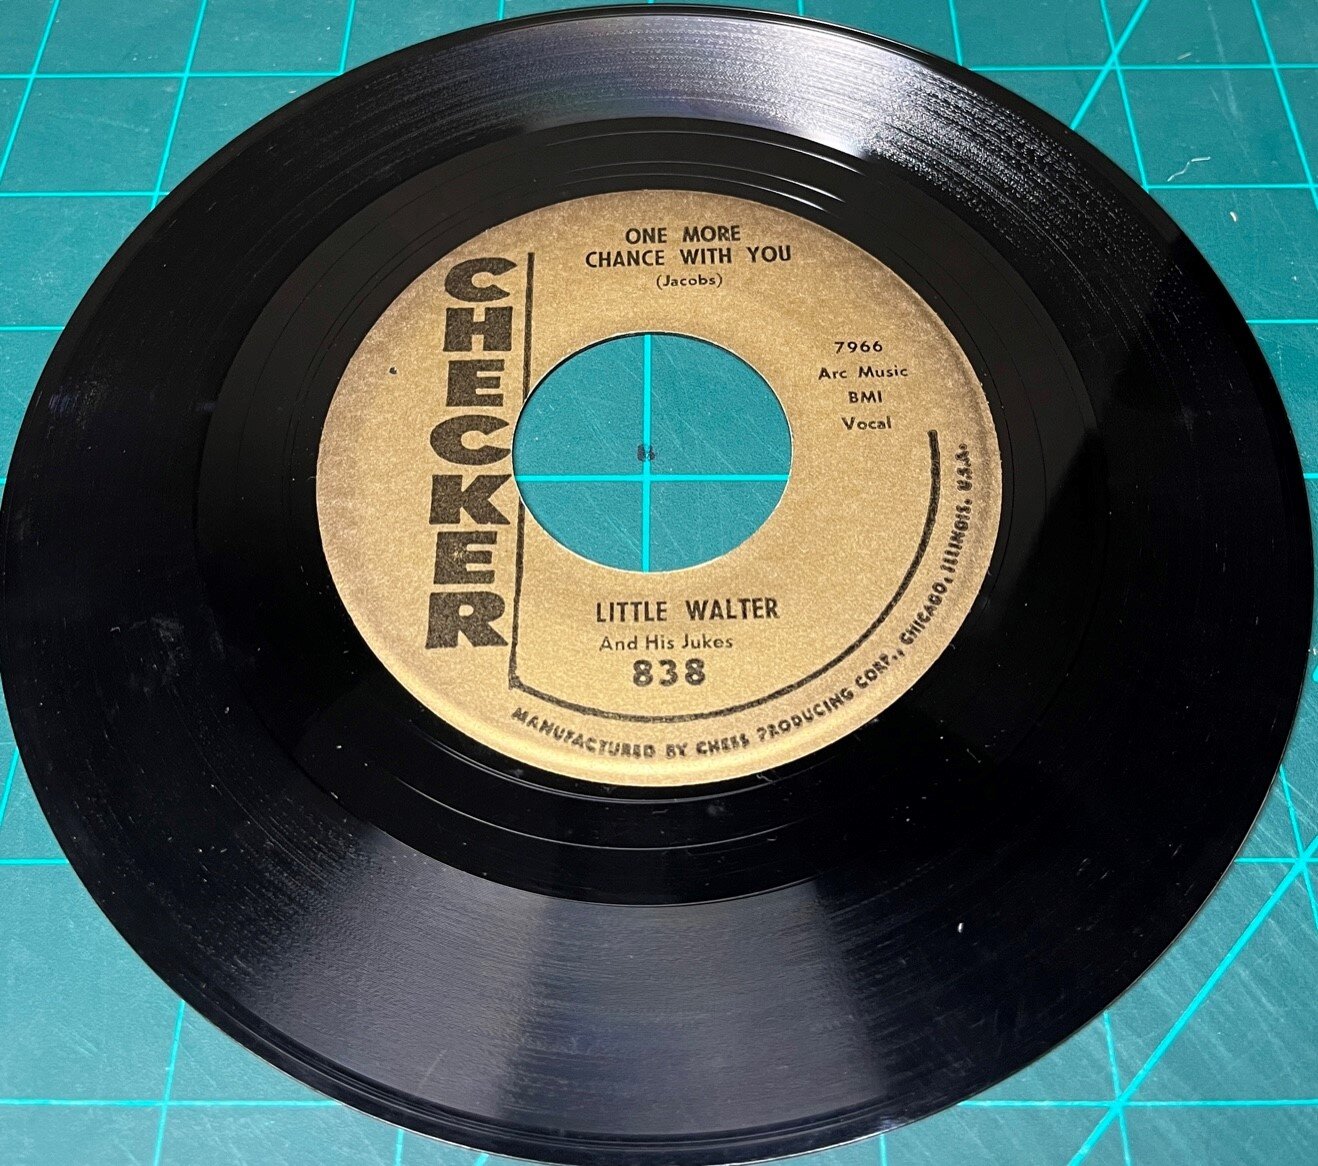 CHECKER
ONE MORE
CHANCE WITH YOU
(Jacobs)
7966
Arc Music
BMI
Vocal
LITTLE WALTER
And His Jukes
838
MANUFACTURED BY CHESS PRODUCING CORP., CHICAGO, ILLINOIS, U.S.A.